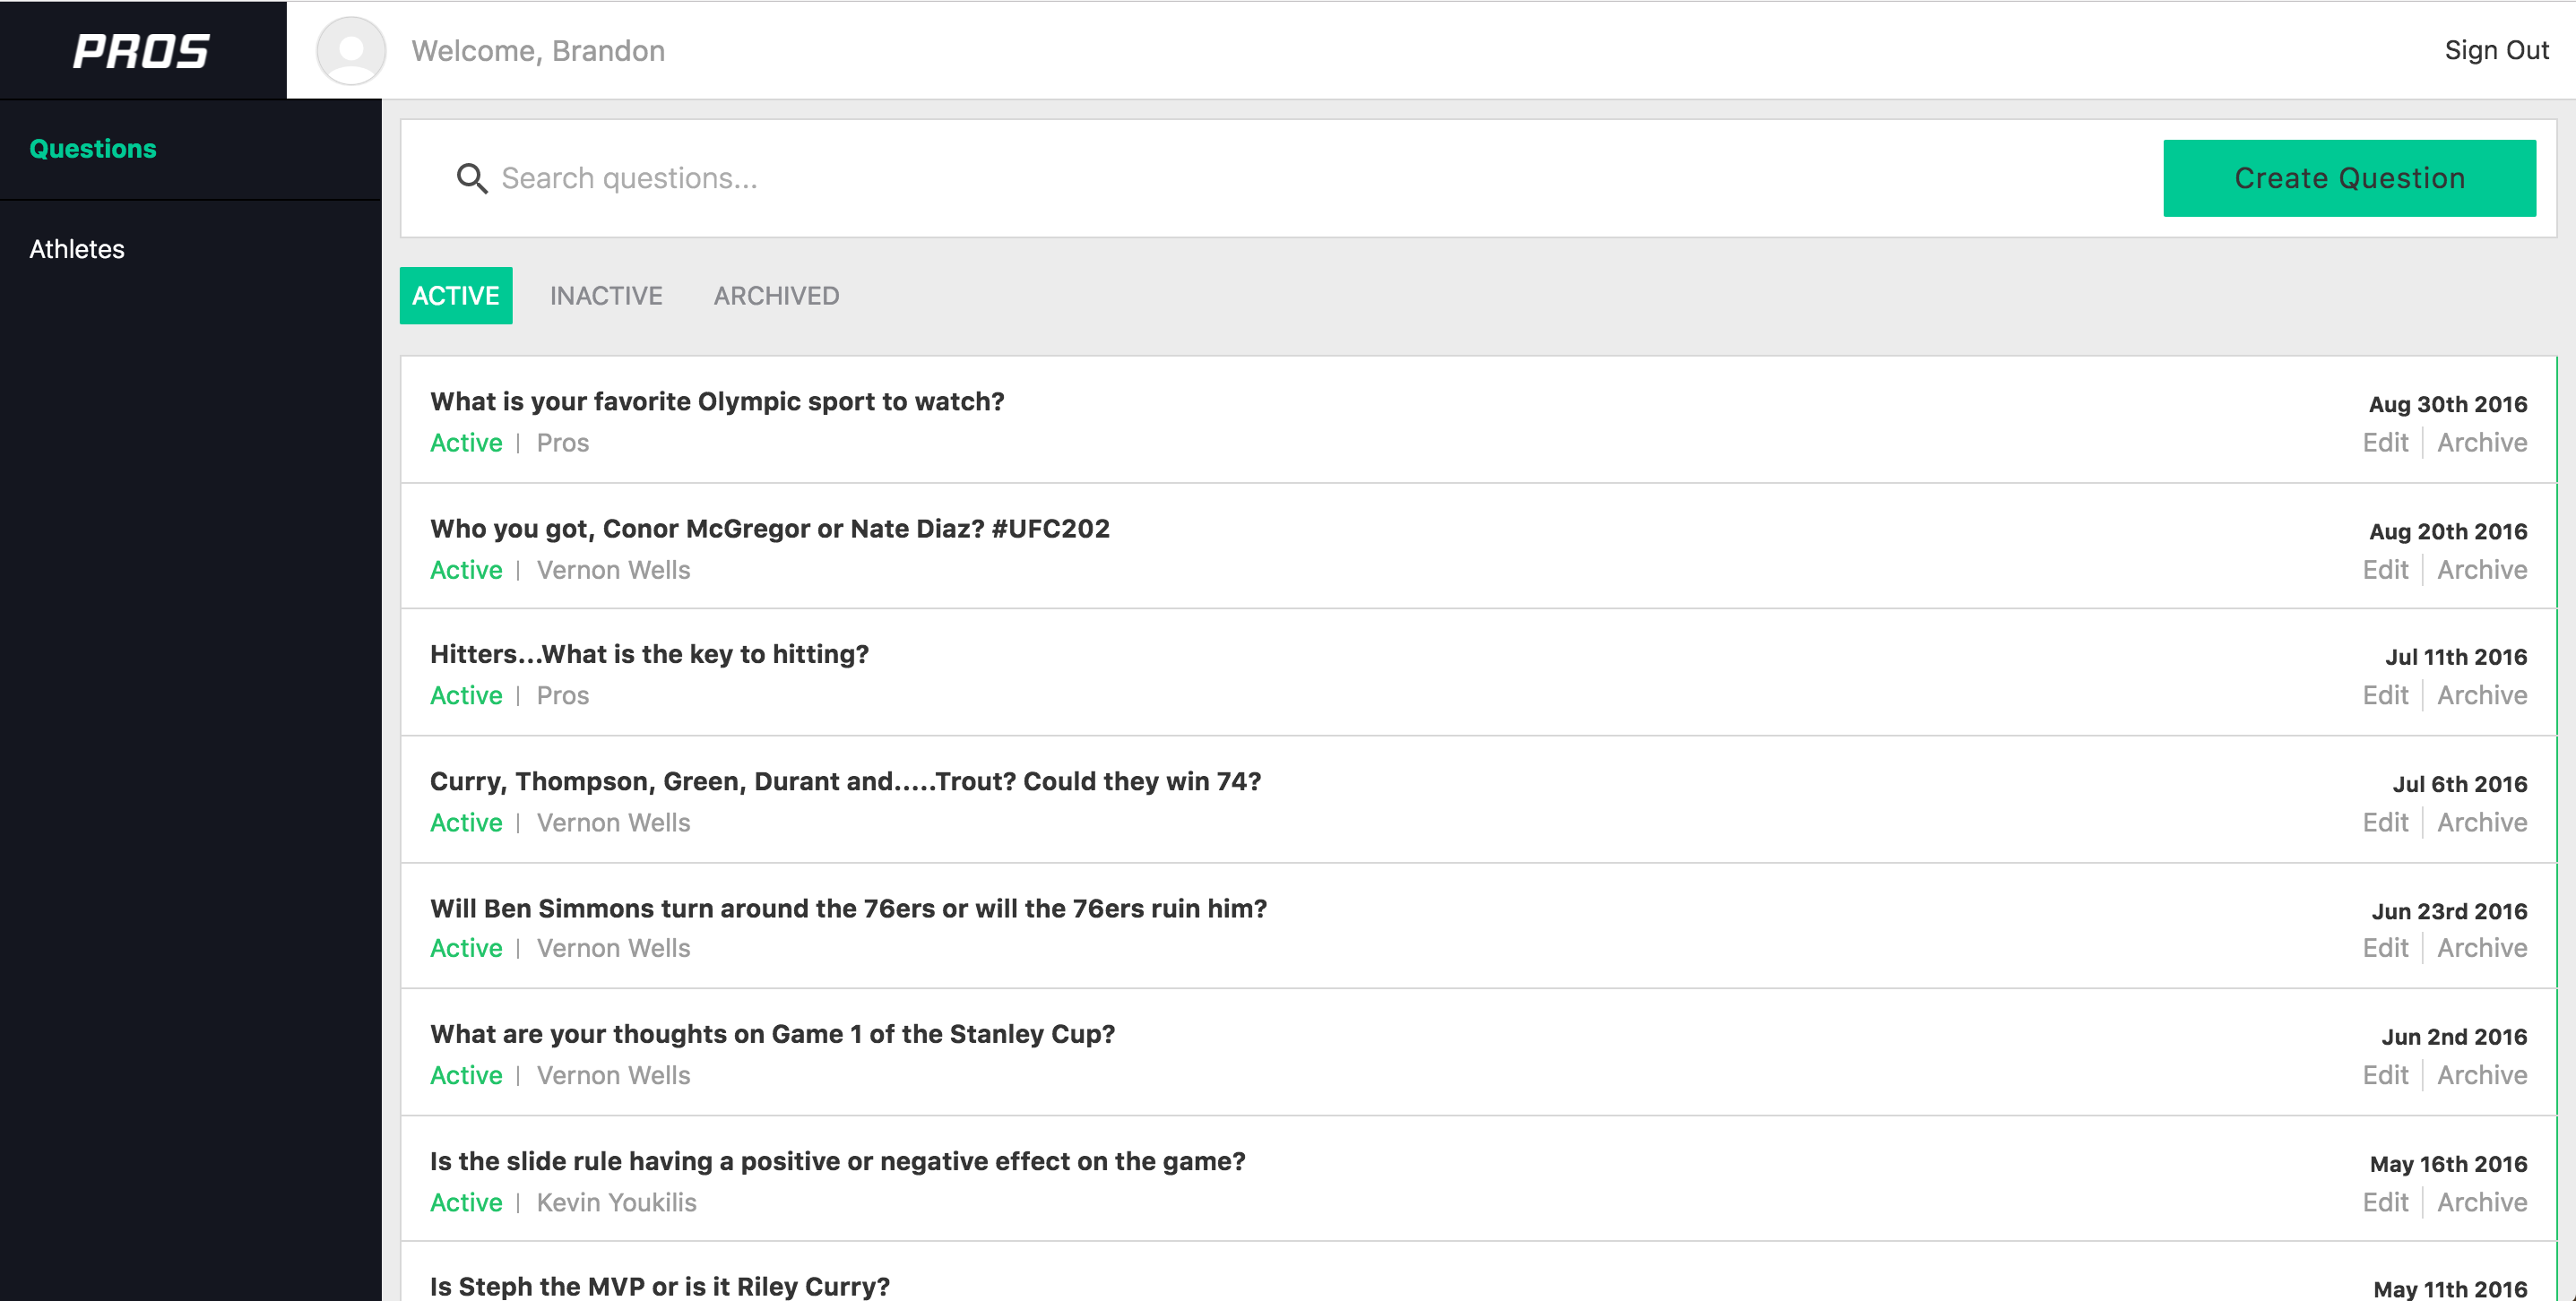 PROS
Welcome, Brandon
Sign Out
Questions
Athletes
Search questions...
Create Question
ACTIVE INACTIVE ARCHIVED
What is your favorite Olympic sport to watch?
Aug 30th 2016
Active | Pros
Edit | Archive
Who you got, Conor McGregor or Nate Diaz? #UFC202
Aug 20th 2016
Active | Vernon Wells
Edit | Archive
Hitters...What is the key to hitting?
Jul 11th 2016
Active | Pros
Edit | Archive
Curry, Thompson, Green, Durant and.....Trout? Could they win 74?
Jul 6th 2016
Active | Vernon Wells
Edit | Archive
Will Ben Simmons turn around the 76ers or will the 76ers ruin him?
Jun 23rd 2016
Active | Vernon Wells
Edit | Archive
What are your thoughts on Game 1 of the Stanley Cup?
Jun 2nd 2016
Active | Vernon Wells
Edit | Archive
Is the slide rule having a positive or negative effect on the game?
May 16th 2016
Active | Kevin Youkilis
Edit | Archive
Is Steph the MVP or is it Riley Curry?
May 11th 2016